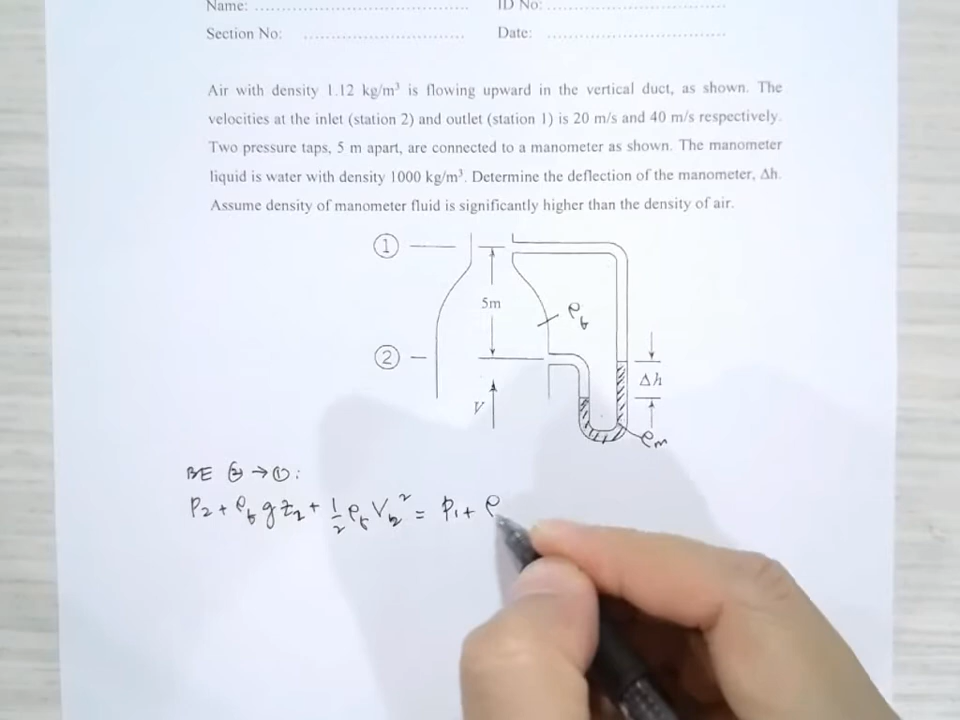 Name: ID No:
Section No: Date:
Air with density 1.12 kg/m³ is flowing upward in the vertical duct, as shown. The
velocities at the inlet (station 2) and outlet (station 1) is 20 m/s and 40 m/s respectively.
Two pressure taps, 5 m apart, are connected to a manometer as shown. The manometer
liquid is water with density 1000 kg/m³. Determine the deflection of the manometer, Δh.
Assume density of manometer fluid is significantly higher than the density of air.
①
5m
ρf
②
Δh
V
ρm
BE ② → ①:
P₂ + ρf g z₂ + ½ ρf V₂² = P₁ + ρ